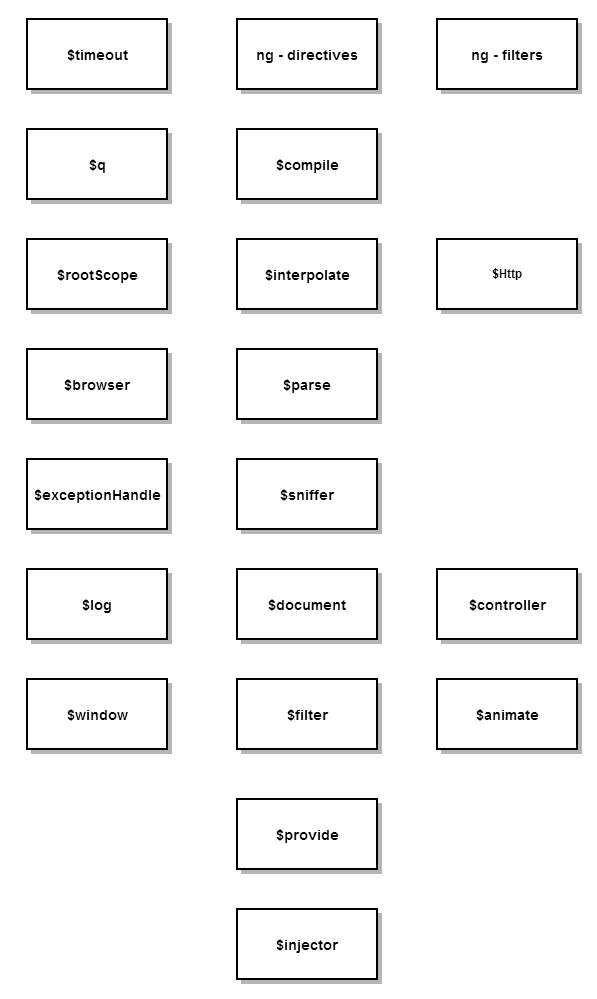 $timeout
ng - directives
ng - filters
$q
$compile
$rootScope
$interpolate
$Http
$browser
$parse
$exceptionHandle
$sniffer
$log
$document
$controller
$window
$filter
$animate
$provide
$injector